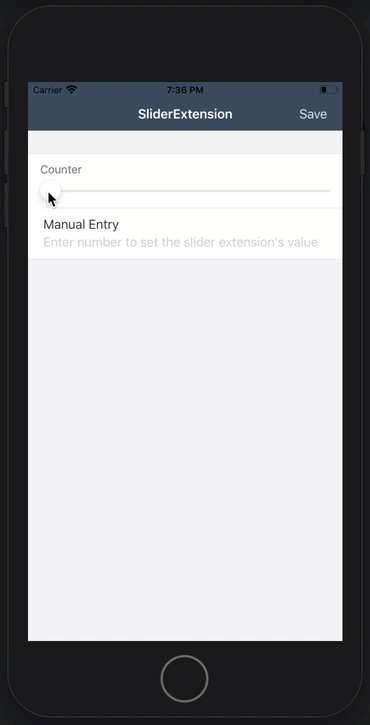 Carrier 7:36 PM
SliderExtension Save
Counter
Manual Entry
Enter number to set the slider extension's value